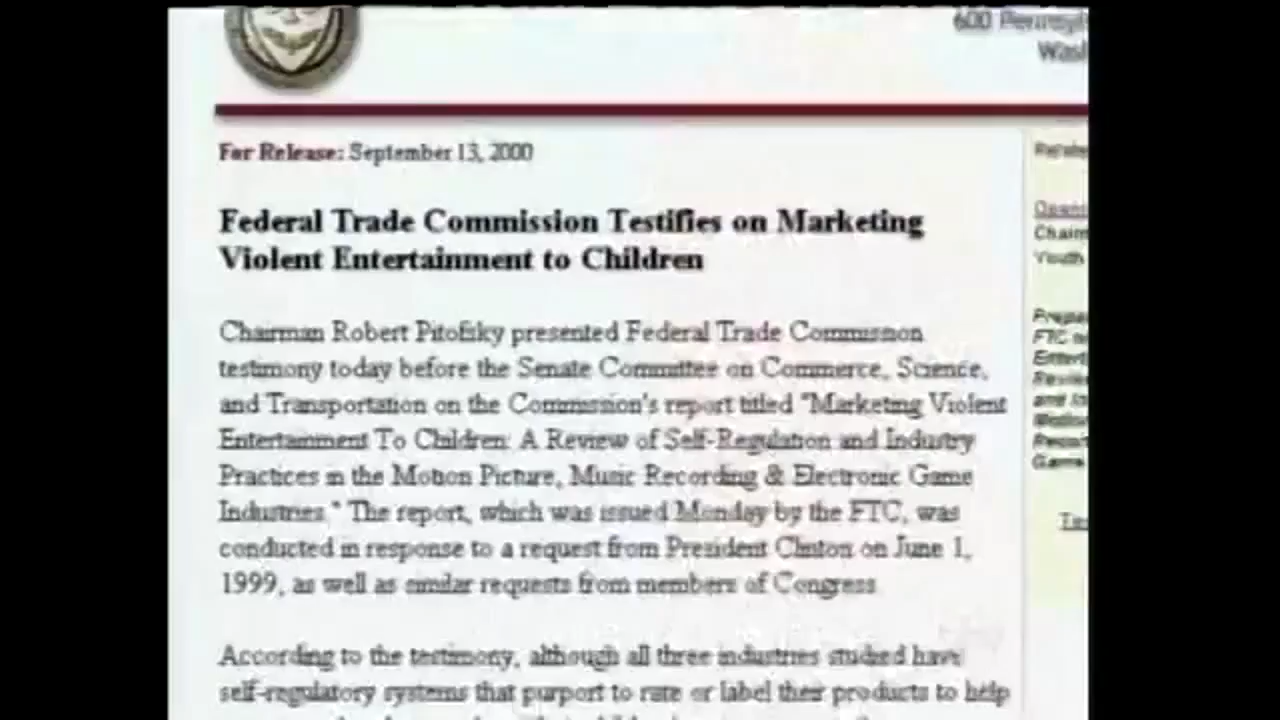 600
For Release: September 13, 2000
Federal Trade Commission Testifies on Marketing
Violent Entertainment to Children
Chairman Robert Pitofsky presented Federal Trade Commission
testimony today before the Senate Committee on Commerce, Science,
and Transportation on the Commission's report titled "Marketing Violent
Entertainment To Children: A Review of Self-Regulation and Industry
Practices in the Motion Picture, Music Recording & Electronic Game
Industries." The report, which was issued Monday by the FTC, was
conducted in response to a request from President Clinton on June 1,
1999, as well as similar requests from members of Congress.
According to the testimony, although all three industries studied have
self-regulatory systems that purport to rate or label their products to help
Youth
FTC
and
Game